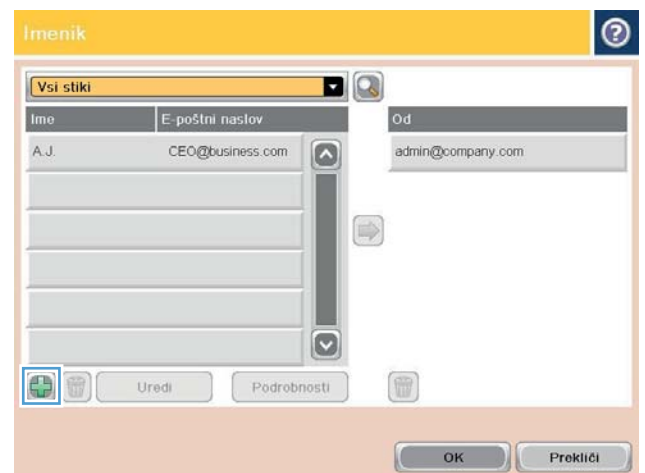 Imenik
Vsi stiki
Ime E-poštni naslov
Od
A.J. CEO@business.com
admin@company.com
Uredi Podrobnosti
OK Prekliči